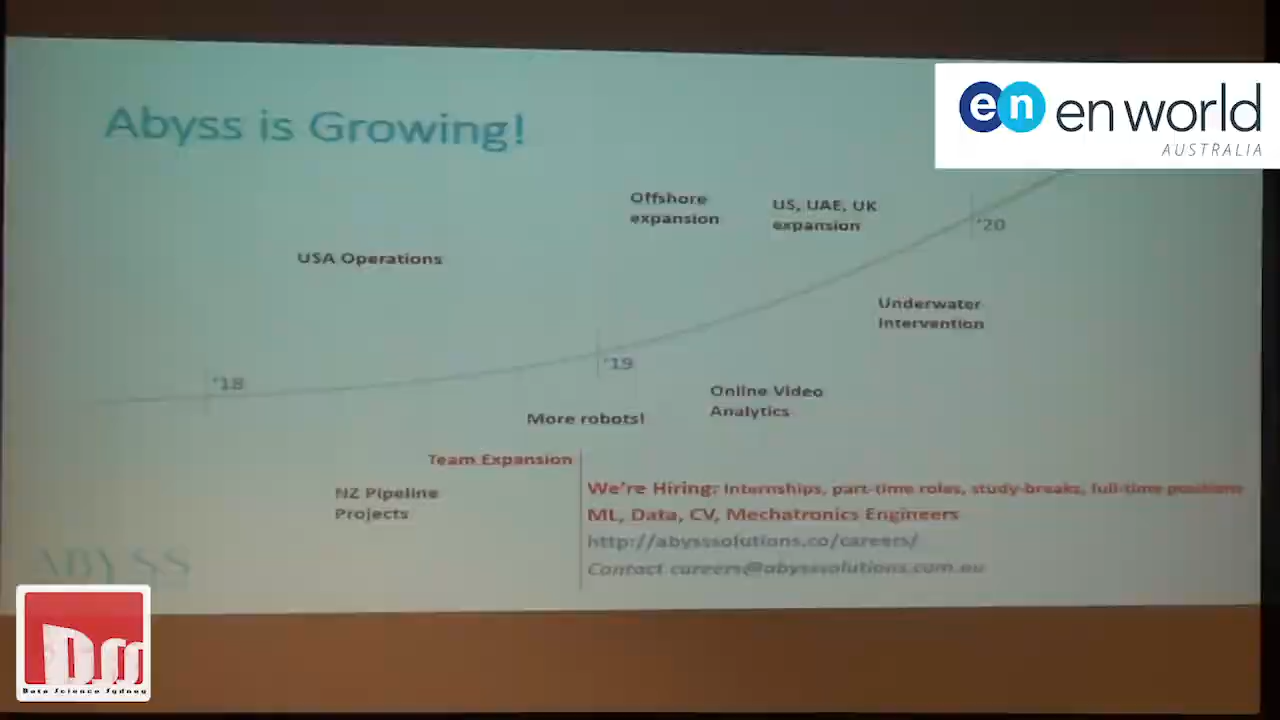 Abyss is Growing!
en en world
AUSTRALIA
Offshore
expansion
US, UAE, UK
expansion
'20
USA Operations
Underwater
Intervention
'19
'18
Online Video
Analytics
More robots!
Team Expansion
NZ Pipeline
Projects
We're Hiring: Internships, part-time roles, study-breaks, full-time positions
ML, Data, CV, Mechatronics Engineers
http://abysssolutions.co/careers/
Contact careers@abysssolutions.com.au
ABYSS
Dss
Data Science Sydney